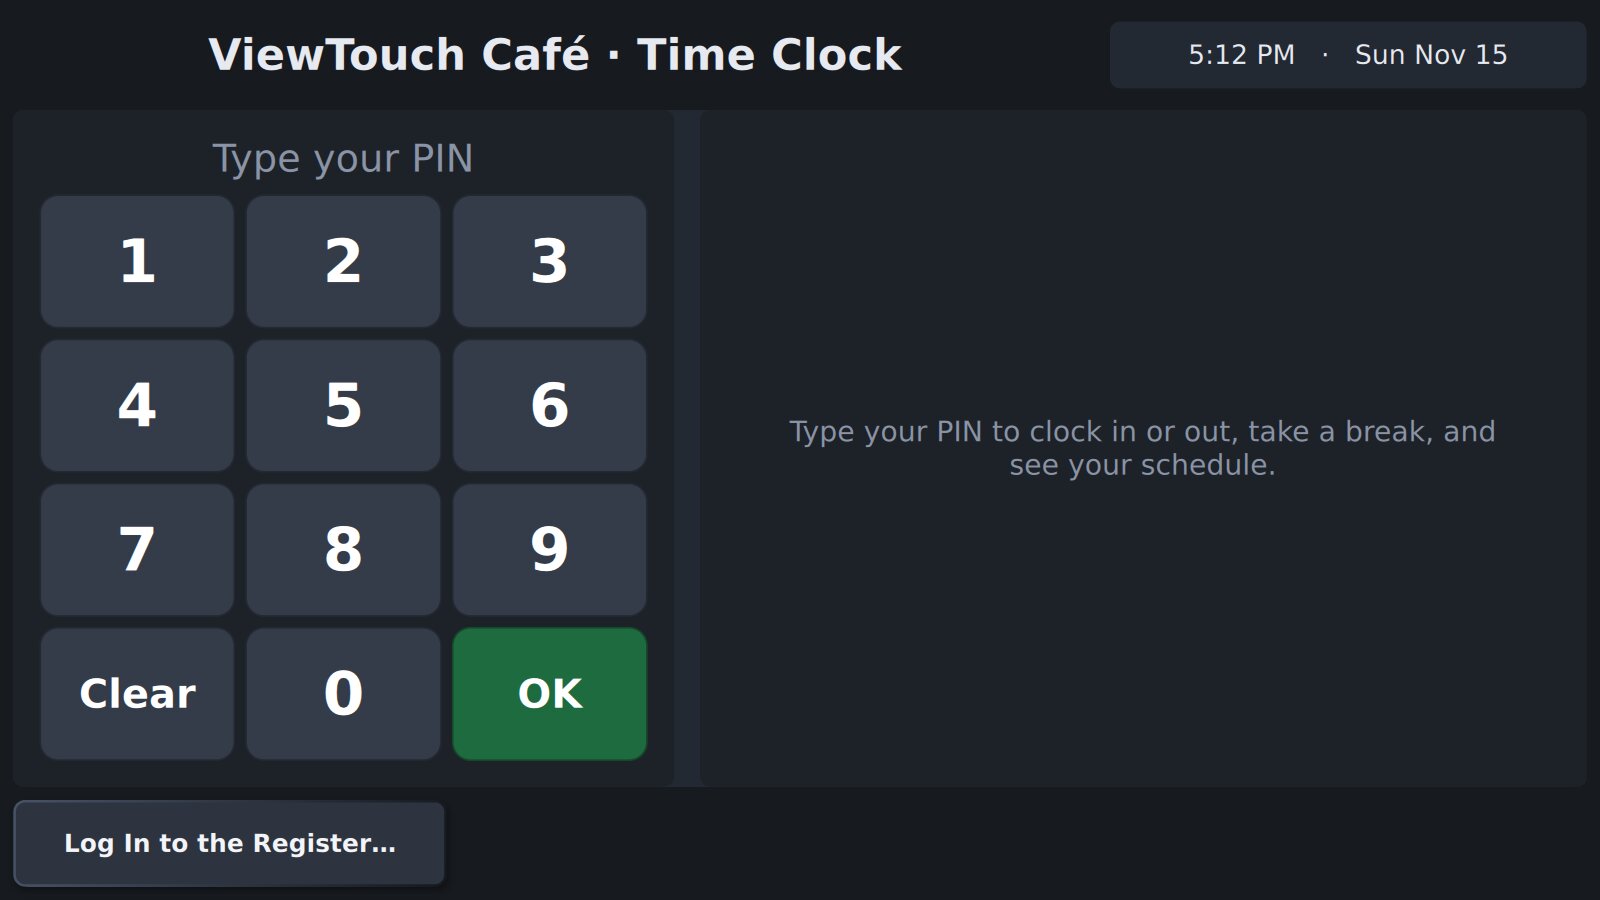 ViewTouch Café · Time Clock
5:12 PM · Sun Nov 15
Type your PIN
1 2 3
4 5 6
7 8 9
Clear 0 OK
Type your PIN to clock in or out, take a break, and
see your schedule.
Log In to the Register…